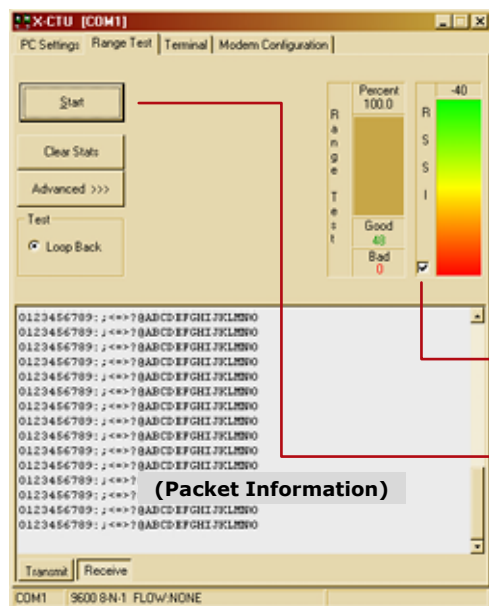 X-CTU [COM1]
PC Settings Range Test Terminal Modem Configuration
Start
Clear Stats
Advanced >>>
Test
Loop Back
Range Test
Percent
100.0
Good
48
Bad
0
RSSI
-40
0123456789:;<=>?@ABCDEFGHIJKLMNO
0123456789:;<=>?@ABCDEFGHIJKLMNO
0123456789:;<=>?@ABCDEFGHIJKLMNO
0123456789:;<=>?@ABCDEFGHIJKLMNO
0123456789:;<=>?@ABCDEFGHIJKLMNO
0123456789:;<=>?@ABCDEFGHIJKLMNO
0123456789:;<=>?@ABCDEFGHIJKLMNO
0123456789:;<=>?@ABCDEFGHIJKLMNO
0123456789:;<=>?@ABCDEFGHIJKLMNO
0123456789:;<=>?@ABCDEFGHIJKLMNO
0123456789:;<=>?@ABCDEFGHIJKLMNO
0123456789:;<=>?
0123456789:;<=>?
(Packet Information)
0123456789:;<=>?@ABCDEFGHIJKLMNO
0123456789:;<=>?@ABCDEFGHIJKLMNO
Transmit Receive
COM1 9600 8-N-1 FLOW:NONE